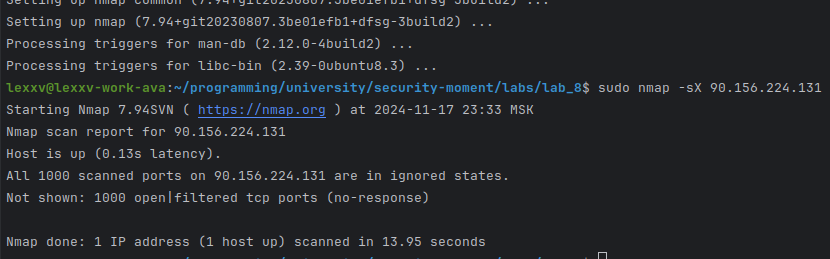 Setting up nmap common (7.94+git20230807.3be01efb1+dfsg-3build2) ...
Setting up nmap (7.94+git20230807.3be01efb1+dfsg-3build2) ...
Processing triggers for man-db (2.12.0-4build2) ...
Processing triggers for libc-bin (2.39-0ubuntu8.3) ...
lexxv@lexxv-work-ava:~/programming/university/security-moment/labs/lab_8$ sudo nmap -sX 90.156.224.131
Starting Nmap 7.94SVN ( https://nmap.org ) at 2024-11-17 23:33 MSK
Nmap scan report for 90.156.224.131
Host is up (0.13s latency).
All 1000 scanned ports on 90.156.224.131 are in ignored states.
Not shown: 1000 open|filtered tcp ports (no-response)
Nmap done: 1 IP address (1 host up) scanned in 13.95 seconds